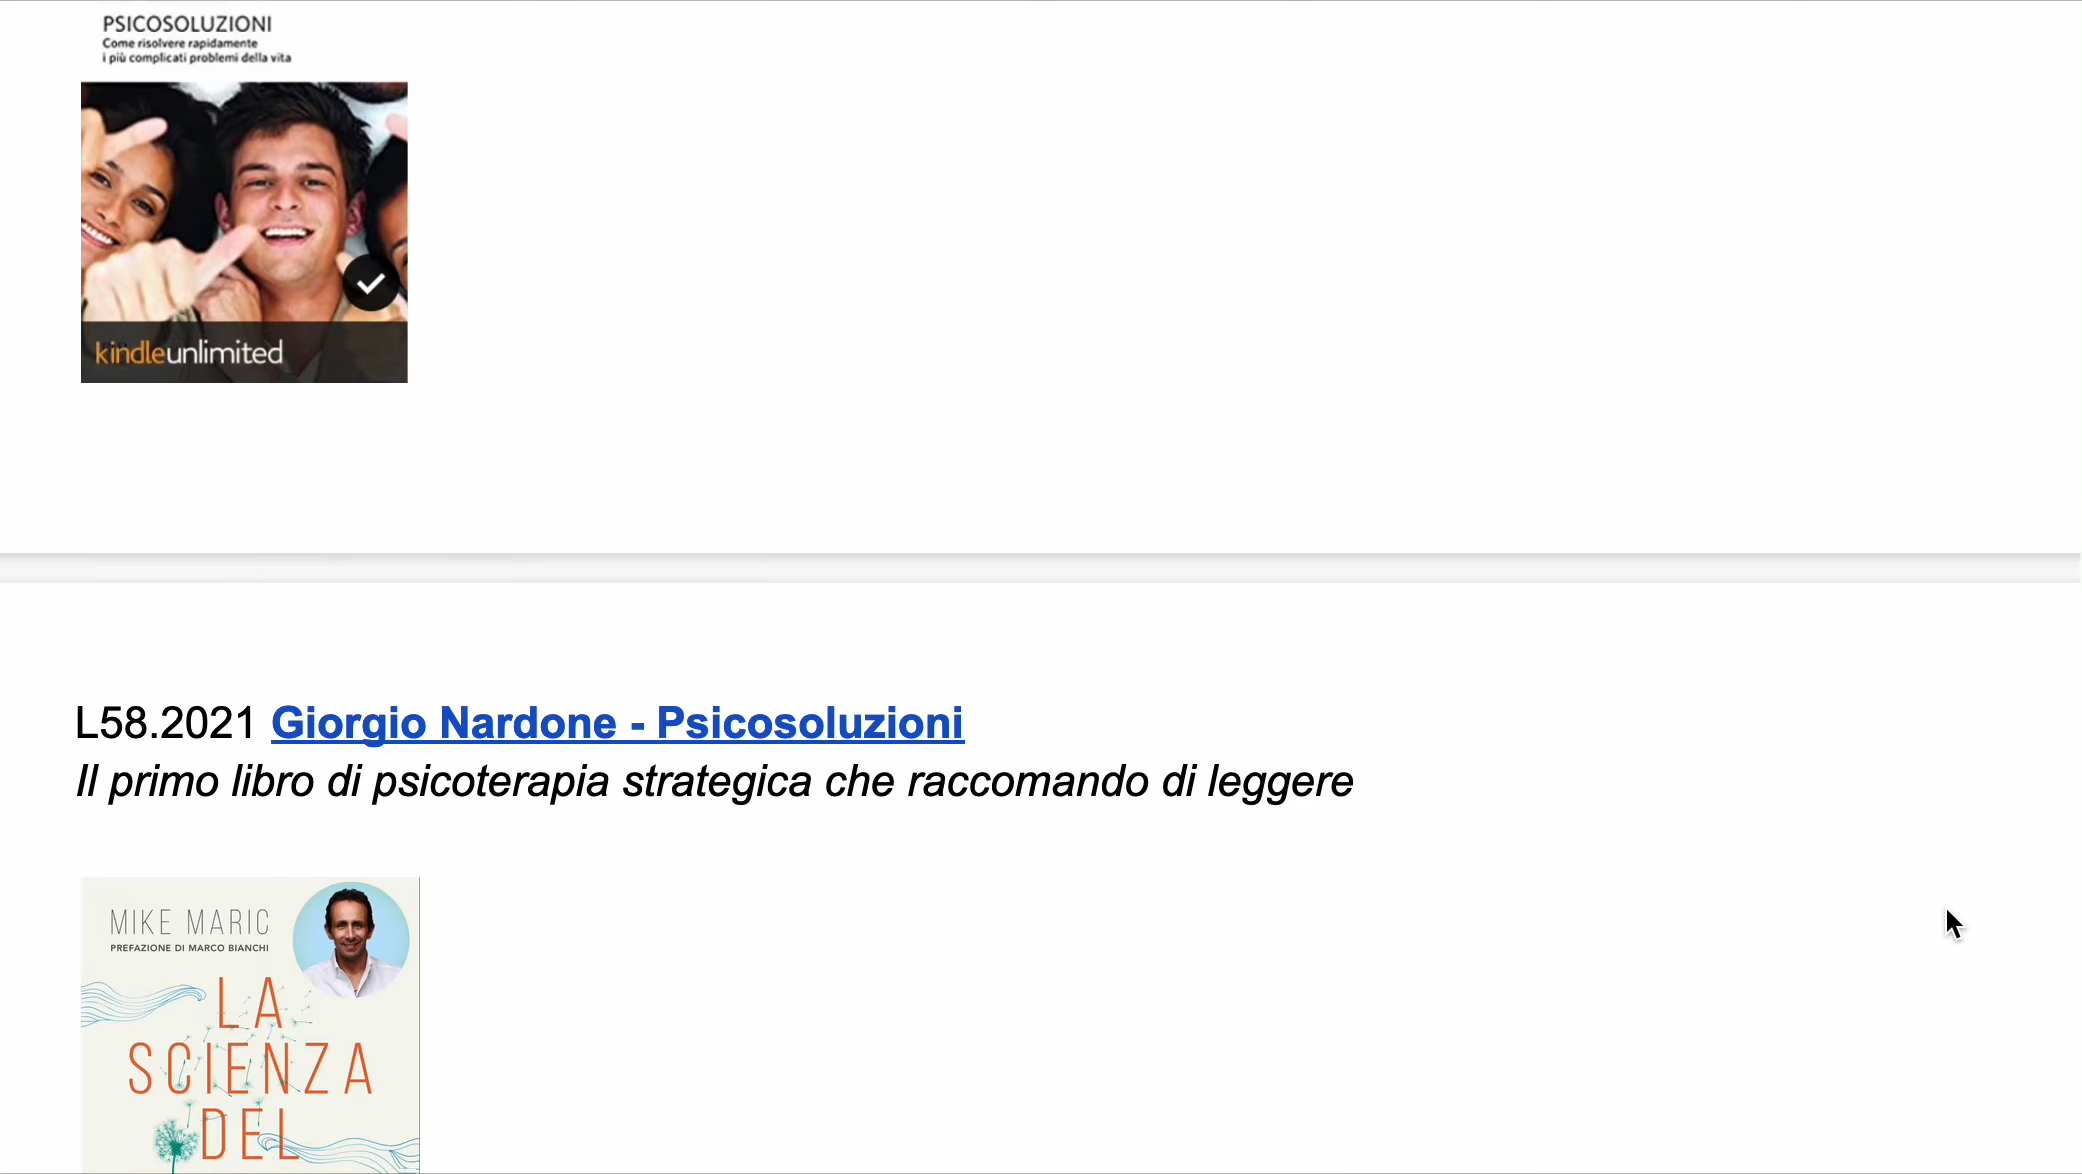 PSICOSOLUZIONI
Come risolvere rapidamente
i più complicati problemi della vita
kindleunlimited
L58.2021 Giorgio Nardone - Psicosoluzioni
Il primo libro di psicoterapia strategica che raccomando di leggere
MIKE MARIC
PREFAZIONE DI MARCO BIANCHI
LA
SCIENZA
DEL